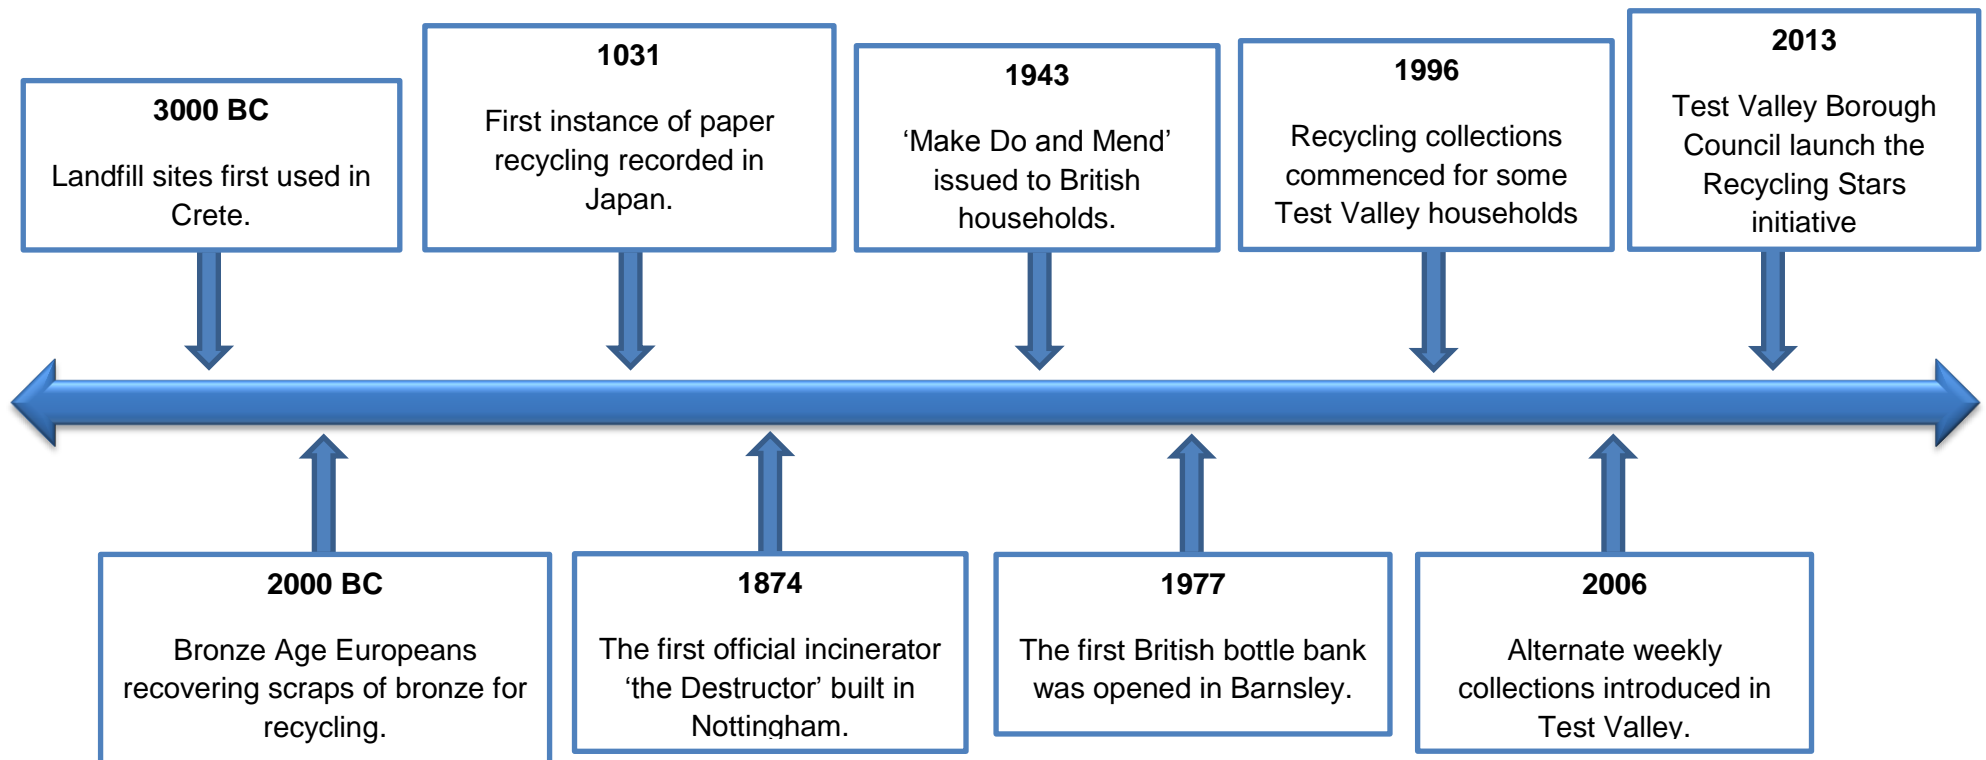 3000 BC
Landfill sites first used in
Crete.
1031
First instance of paper
recycling recorded in
Japan.
1943
‘Make Do and Mend’
issued to British
households.
1996
Recycling collections
commenced for some
Test Valley households
2013
Test Valley Borough
Council launch the
Recycling Stars
initiative
2000 BC
Bronze Age Europeans
recovering scraps of bronze for
recycling.
1874
The first official incinerator
‘the Destructor’ built in
Nottingham.
1977
The first British bottle bank
was opened in Barnsley.
2006
Alternate weekly
collections introduced in
Test Valley.